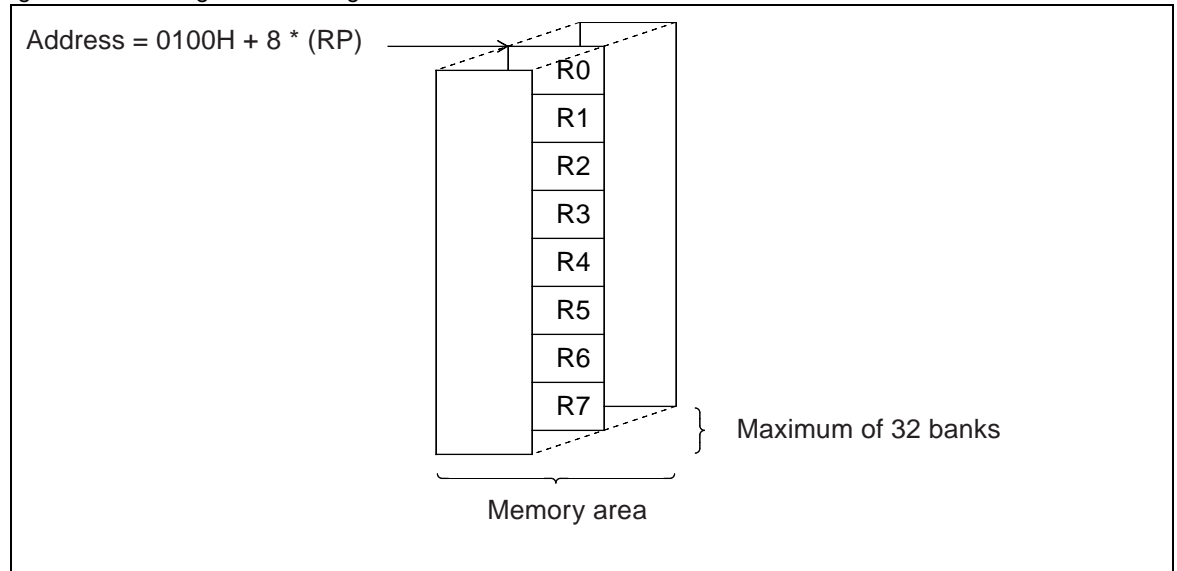 Address = 0100H + 8 * (RP)
R0
R1
R2
R3
R4
R5
R6
R7
Maximum of 32 banks
Memory area